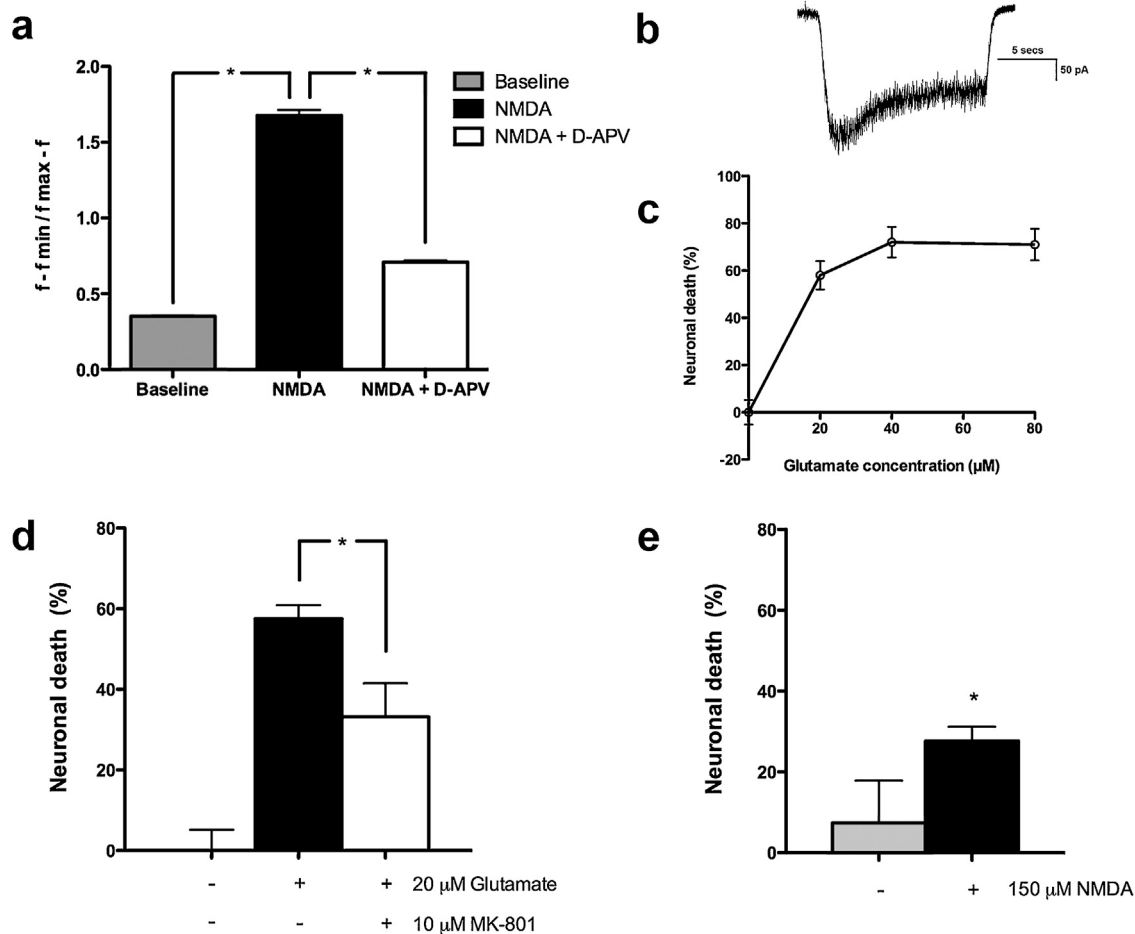 a
*
*
2.0
1.5
1.0
0.5
0.0
f - f min / f max - f
Baseline
NMDA
NMDA + D-APV
Baseline
NMDA
NMDA + D-APV
b
5 secs
50 pA
c
100
80
60
40
20
0
-20
Neuronal death (%)
20
40
60
80
Glutamate concentration (µM)
d
*
80
60
40
20
0
Neuronal death (%)
- + + 20 µM Glutamate
- - + 10 µM MK-801
e
*
80
60
40
20
0
Neuronal death (%)
- + 150 µM NMDA